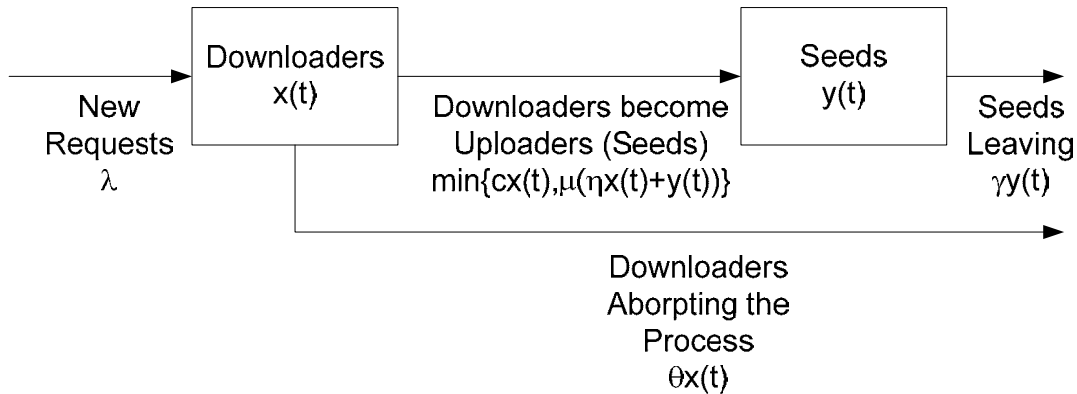 Downloaders
x(t)
Seeds
y(t)
New
Requests
λ
Downloaders become
Uploaders (Seeds)
min{cx(t),μ(ηx(t)+y(t))}
Seeds
Leaving
γy(t)
Downloaders
Aborpting the
Process
θx(t)